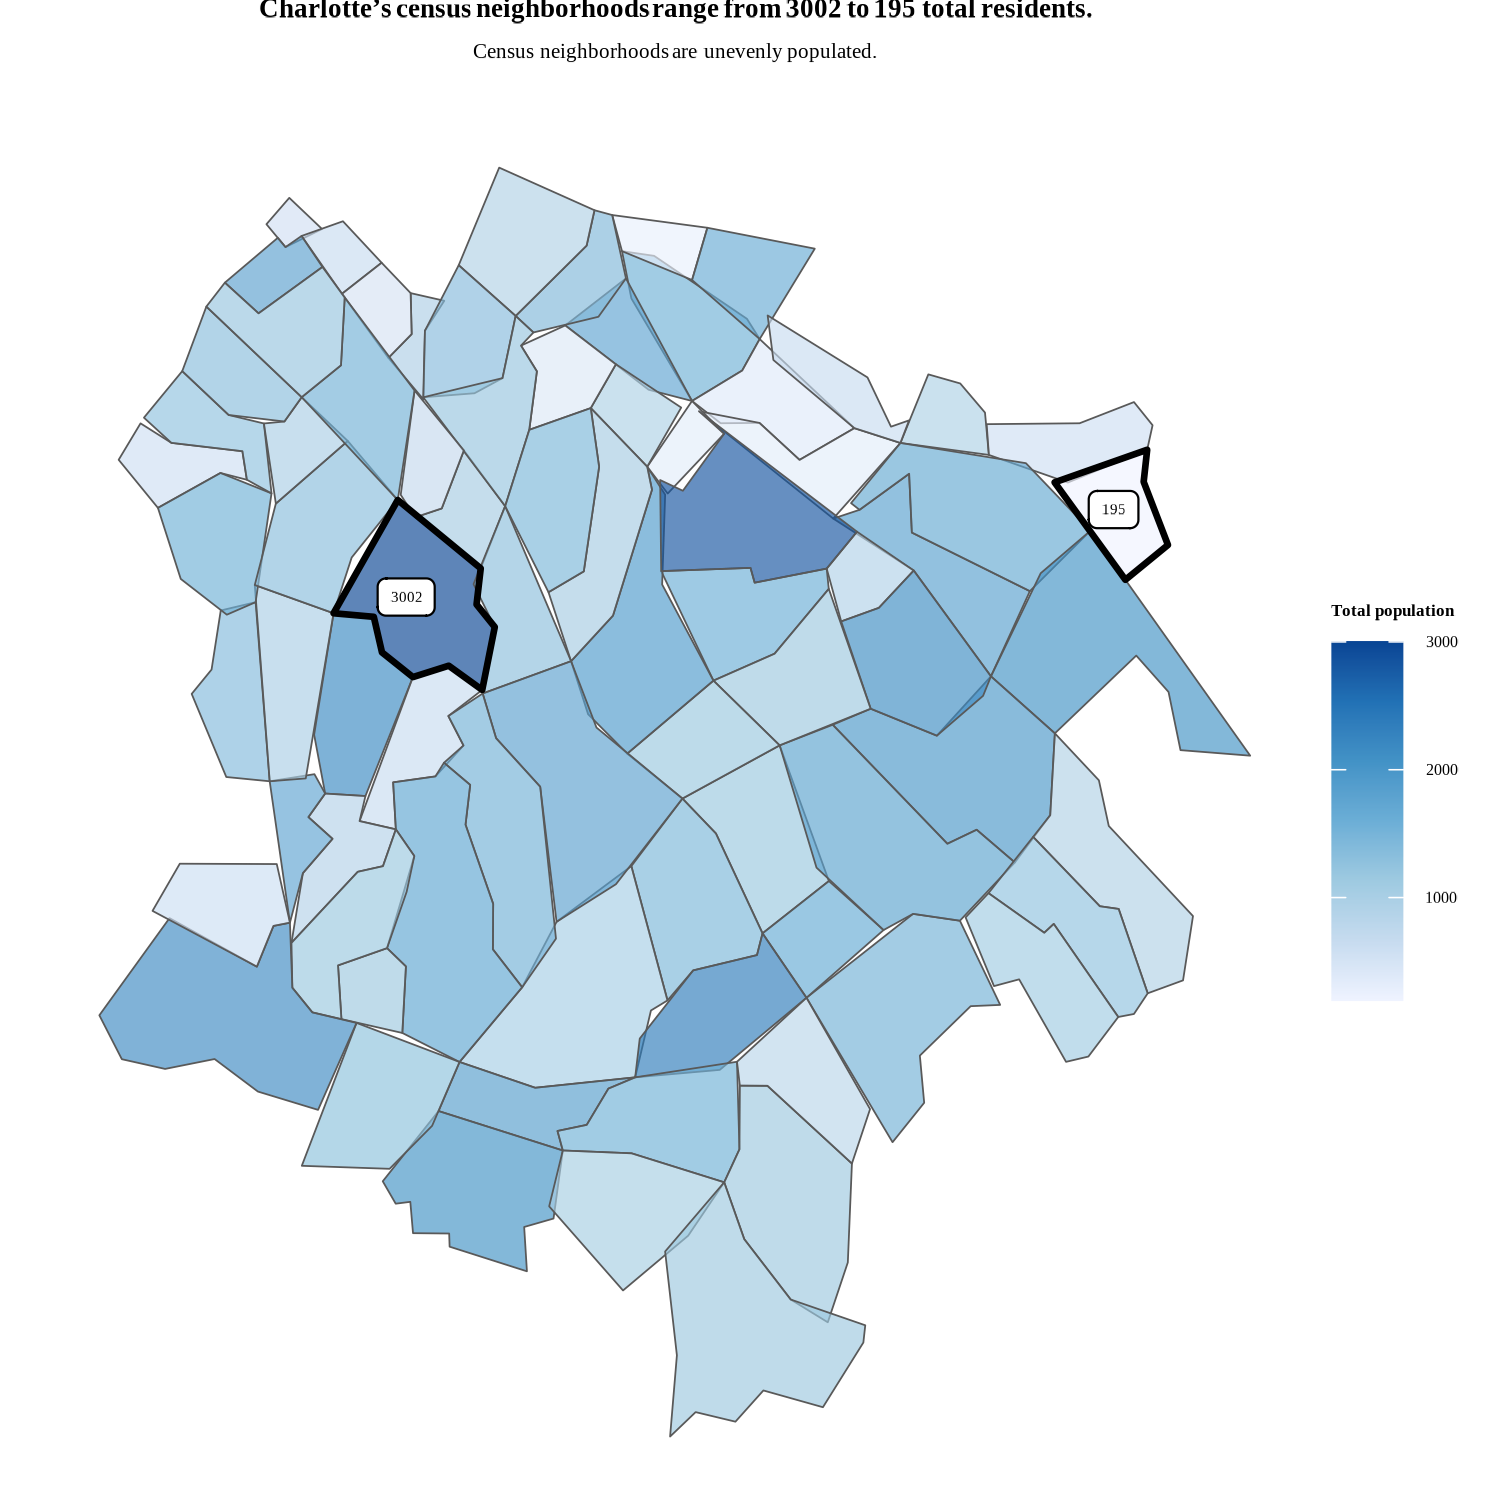 Charlotte’s census neighborhoods range from 3002 to 195 total residents.
Census neighborhoods are unevenly populated.
195
3002
Total population
3000
2000
1000